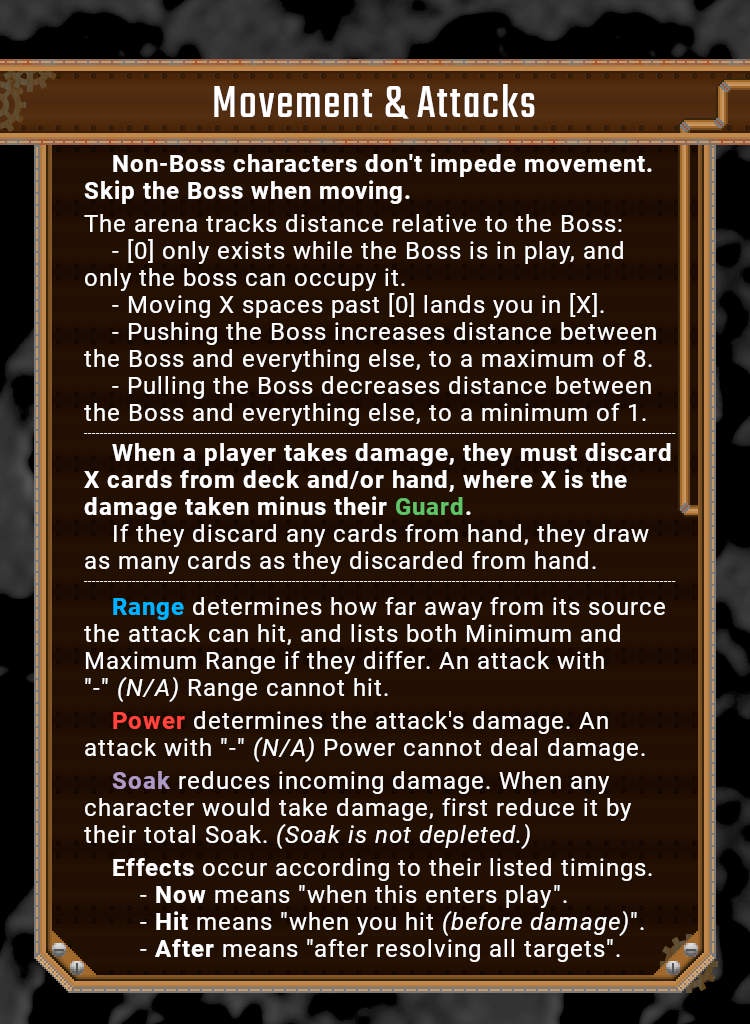 Movement & Attacks
Non-Boss characters don't impede movement.
Skip the Boss when moving.
The arena tracks distance relative to the Boss:
- [0] only exists while the Boss is in play, and
only the boss can occupy it.
- Moving X spaces past [0] lands you in [X].
- Pushing the Boss increases distance between
the Boss and everything else, to a maximum of 8.
- Pulling the Boss decreases distance between
the Boss and everything else, to a minimum of 1.
When a player takes damage, they must discard
X cards from deck and/or hand, where X is the
damage taken minus their Guard.
If they discard any cards from hand, they draw
as many cards as they discarded from hand.
Range determines how far away from its source
the attack can hit, and lists both Minimum and
Maximum Range if they differ. An attack with
"-" (N/A) Range cannot hit.
Power determines the attack's damage. An
attack with "-" (N/A) Power cannot deal damage.
Soak reduces incoming damage. When any
character would take damage, first reduce it by
their total Soak. (Soak is not depleted.)
Effects occur according to their listed timings.
- Now means "when this enters play".
- Hit means "when you hit (before damage)".
- After means "after resolving all targets".